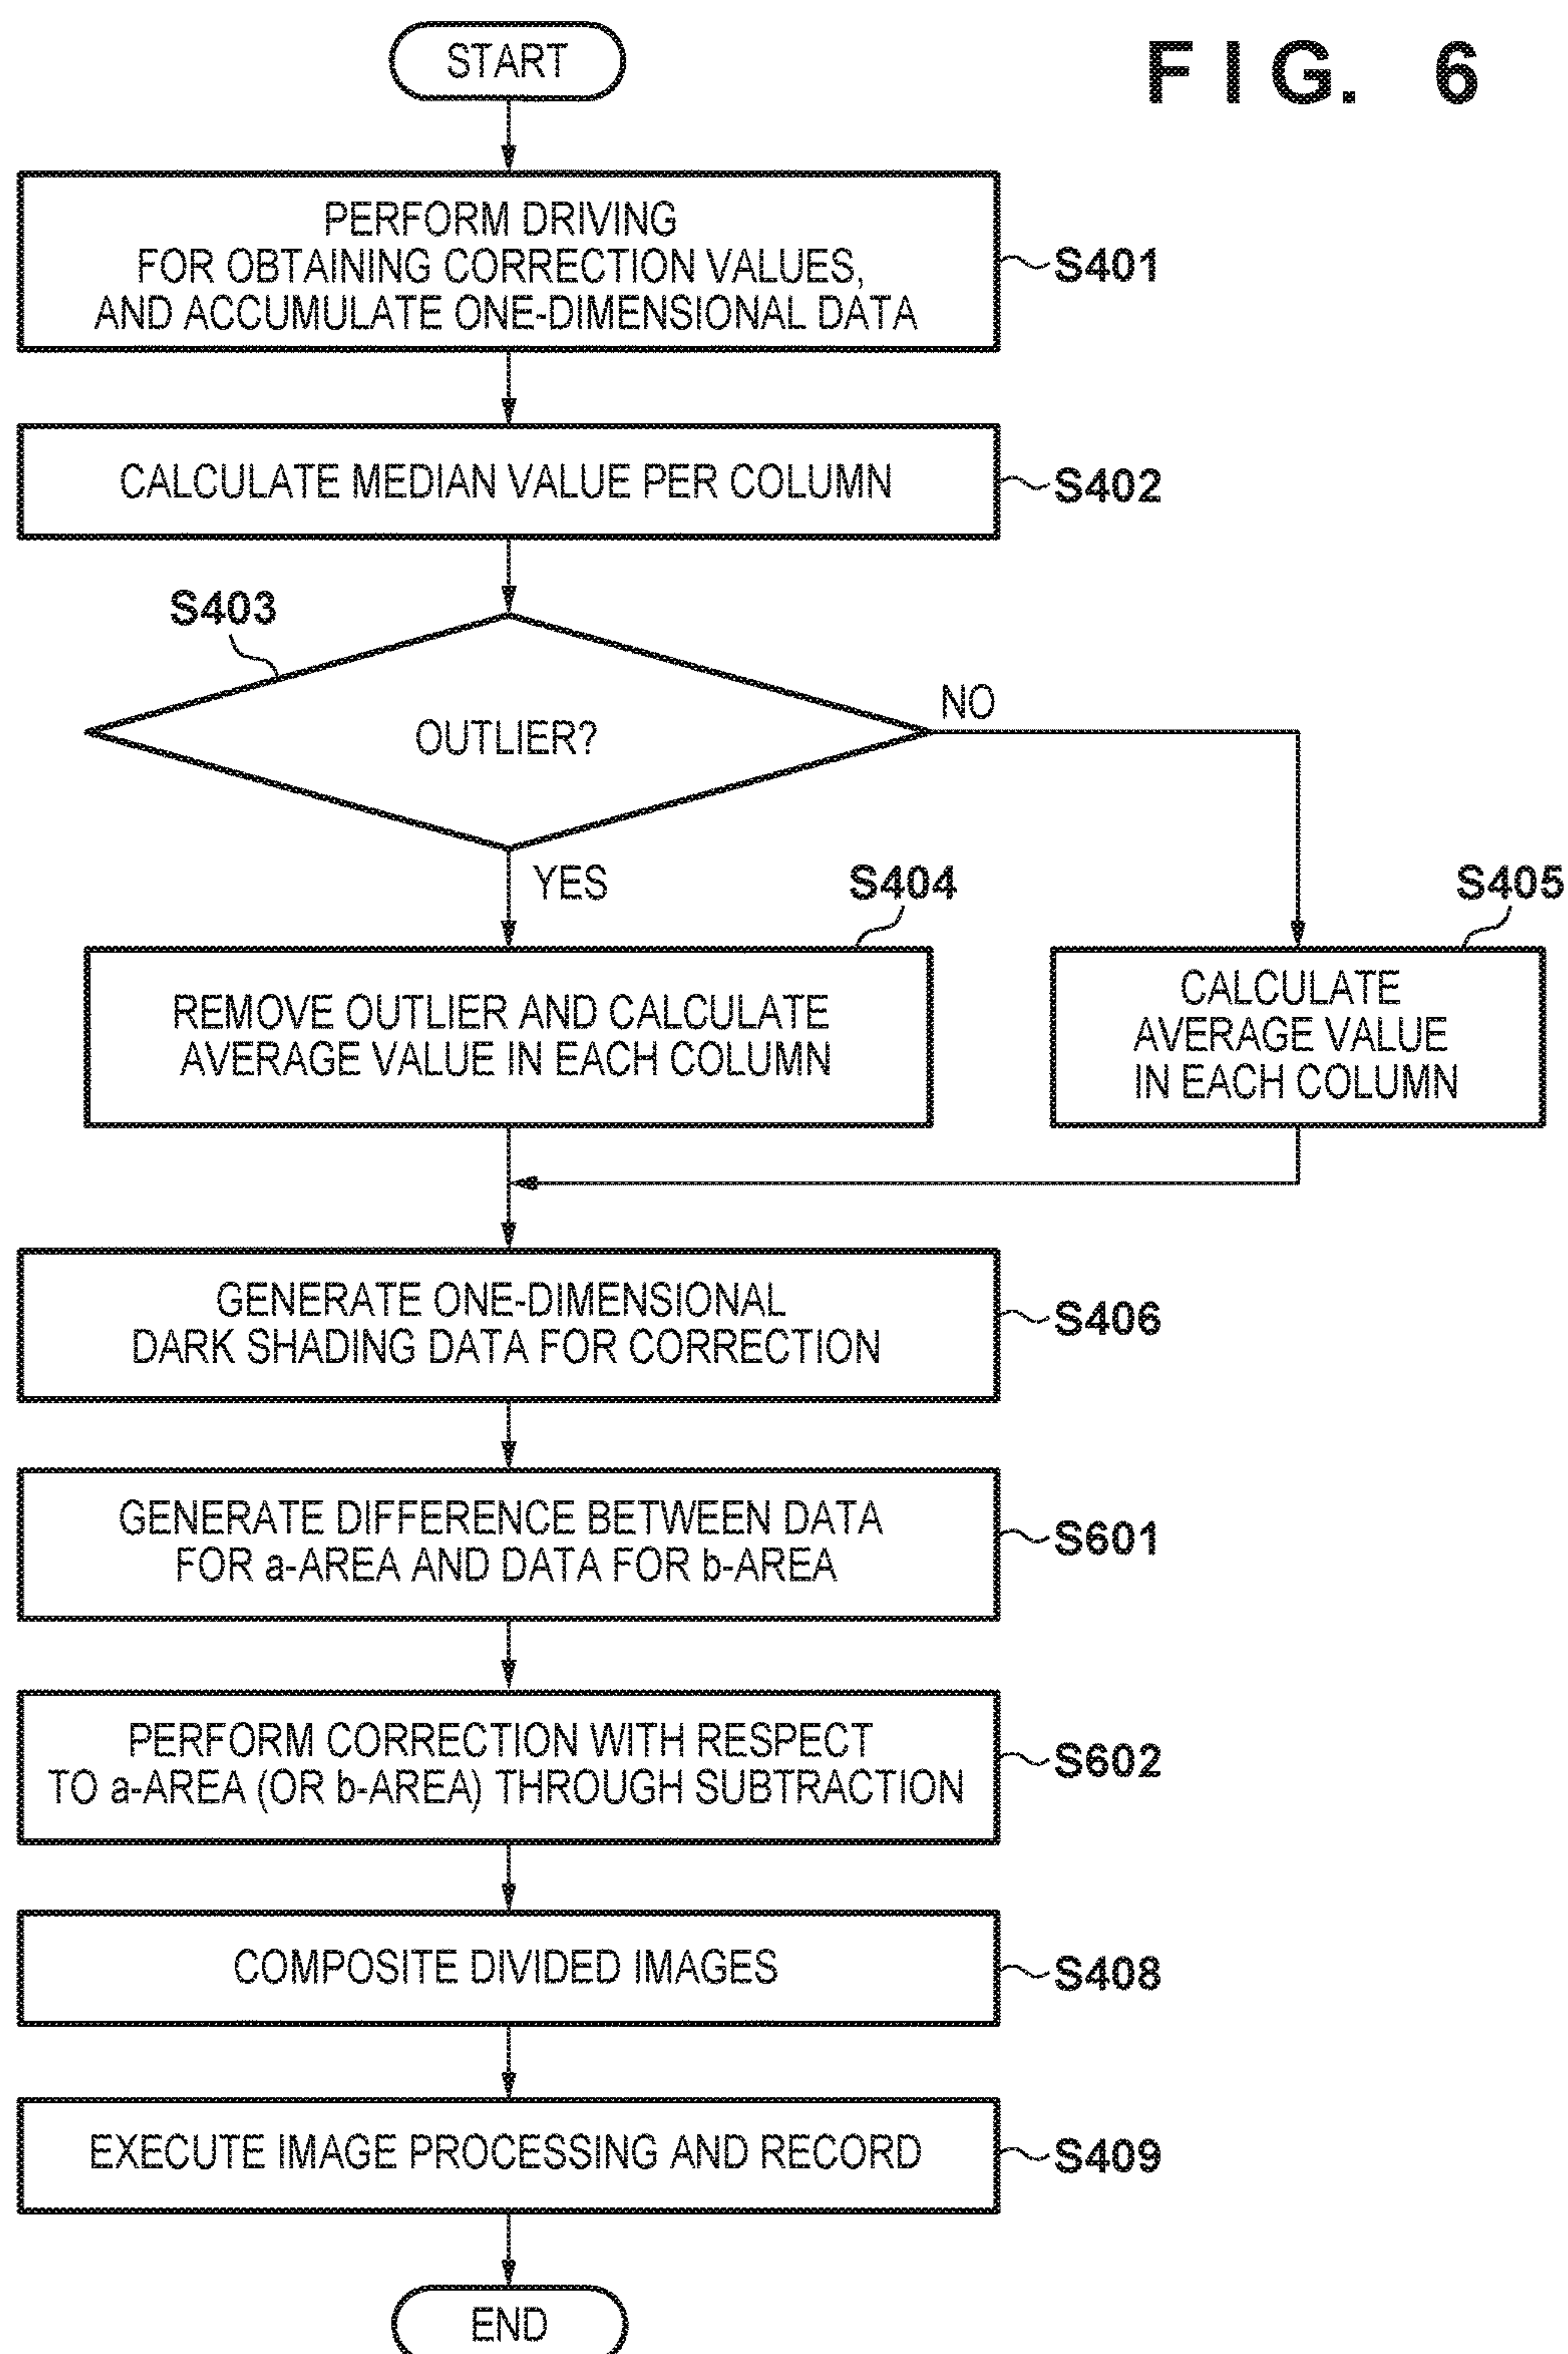 FIG. 6
START
PERFORM DRIVING
FOR OBTAINING CORRECTION VALUES,
AND ACCUMULATE ONE-DIMENSIONAL DATA
S401
CALCULATE MEDIAN VALUE PER COLUMN
S402
S403
OUTLIER?
NO
YES
S404
REMOVE OUTLIER AND CALCULATE
AVERAGE VALUE IN EACH COLUMN
S405
CALCULATE
AVERAGE VALUE
IN EACH COLUMN
GENERATE ONE-DIMENSIONAL
DARK SHADING DATA FOR CORRECTION
S406
GENERATE DIFFERENCE BETWEEN DATA
FOR a-AREA AND DATA FOR b-AREA
S601
PERFORM CORRECTION WITH RESPECT
TO a-AREA (OR b-AREA) THROUGH SUBTRACTION
S602
COMPOSITE DIVIDED IMAGES
S408
EXECUTE IMAGE PROCESSING AND RECORD
S409
END